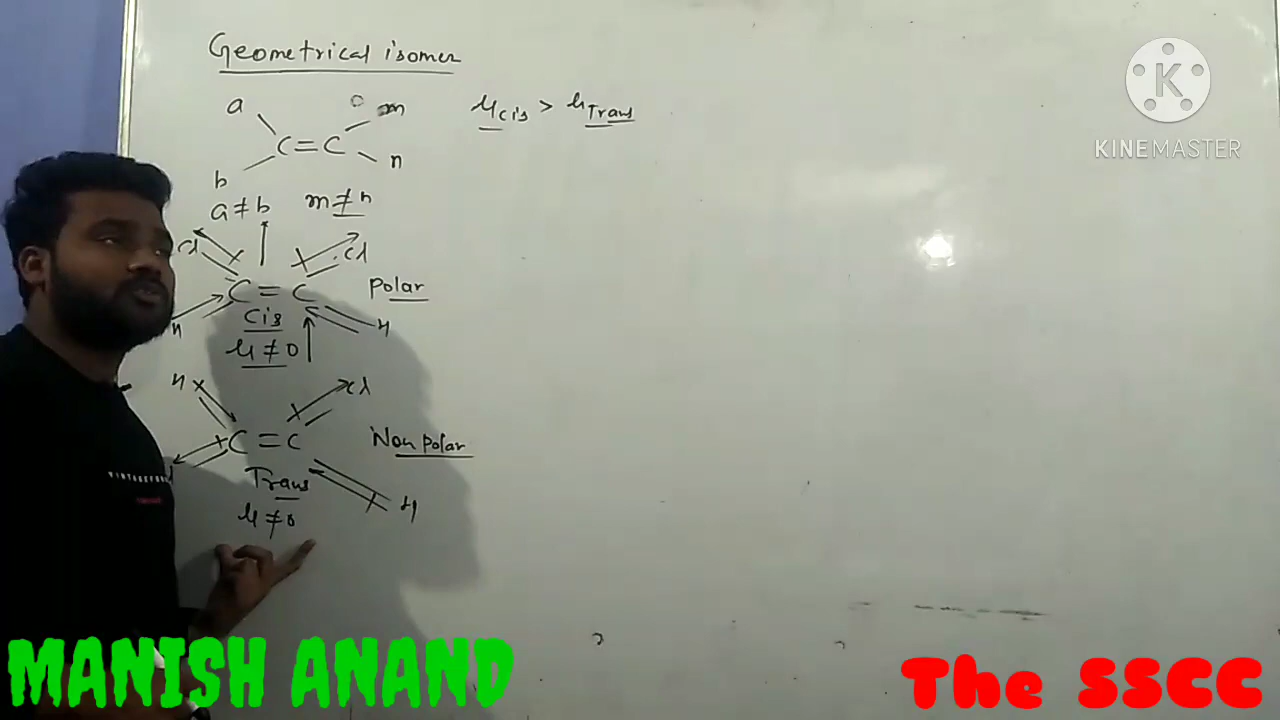 Geometrical isomer
a m
C=C
b n
a ≠ b m ≠ n
μcis > μTrans
Cl Cl
C = C Polar
H H
Cis
μ ≠ 0
H Cl
C = C Non polar
H
Trans
μ ≠ 0
K
KINEMASTER
MANISH ANAND
The SSCC